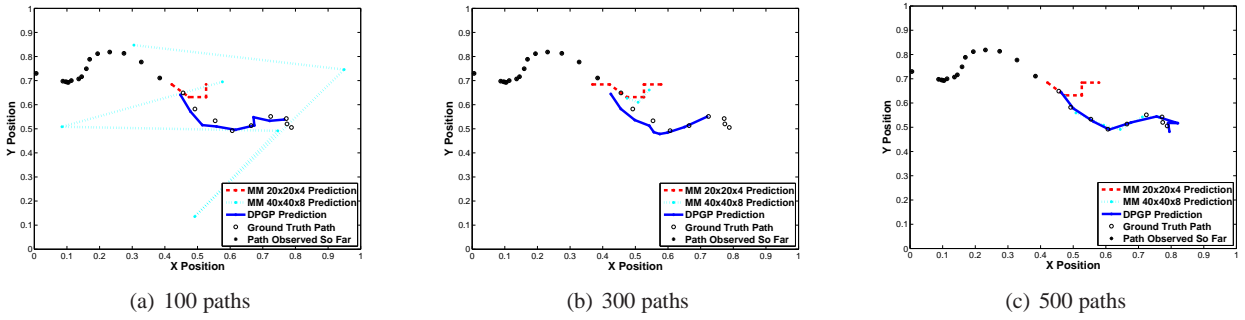 1
0.9
0.8
0.7
0.6
0.5
0.4
0.3
0.2
0.1
0
Y Position
0 0.1 0.2 0.3 0.4 0.5 0.6 0.7 0.8 0.9 1
X Position
MM 20x20x4 Prediction
MM 40x40x8 Prediction
DPGP Prediction
Ground Truth Path
Path Observed So Far
(a) 100 paths
1
0.9
0.8
0.7
0.6
0.5
0.4
0.3
0.2
0.1
0
Y Position
0 0.1 0.2 0.3 0.4 0.5 0.6 0.7 0.8 0.9 1
X Position
MM 20x20x4 Prediction
MM 40x40x8 Prediction
DPGP Prediction
Ground Truth Path
Path Observed So Far
(b) 300 paths
1
0.9
0.8
0.7
0.6
0.5
0.4
0.3
0.2
0.1
0
Y Position
0 0.1 0.2 0.3 0.4 0.5 0.6 0.7 0.8 0.9 1
X Position
MM 20x20x4 Prediction
MM 40x40x8 Prediction
DPGP Prediction
Ground Truth Path
Path Observed So Far
(c) 500 paths